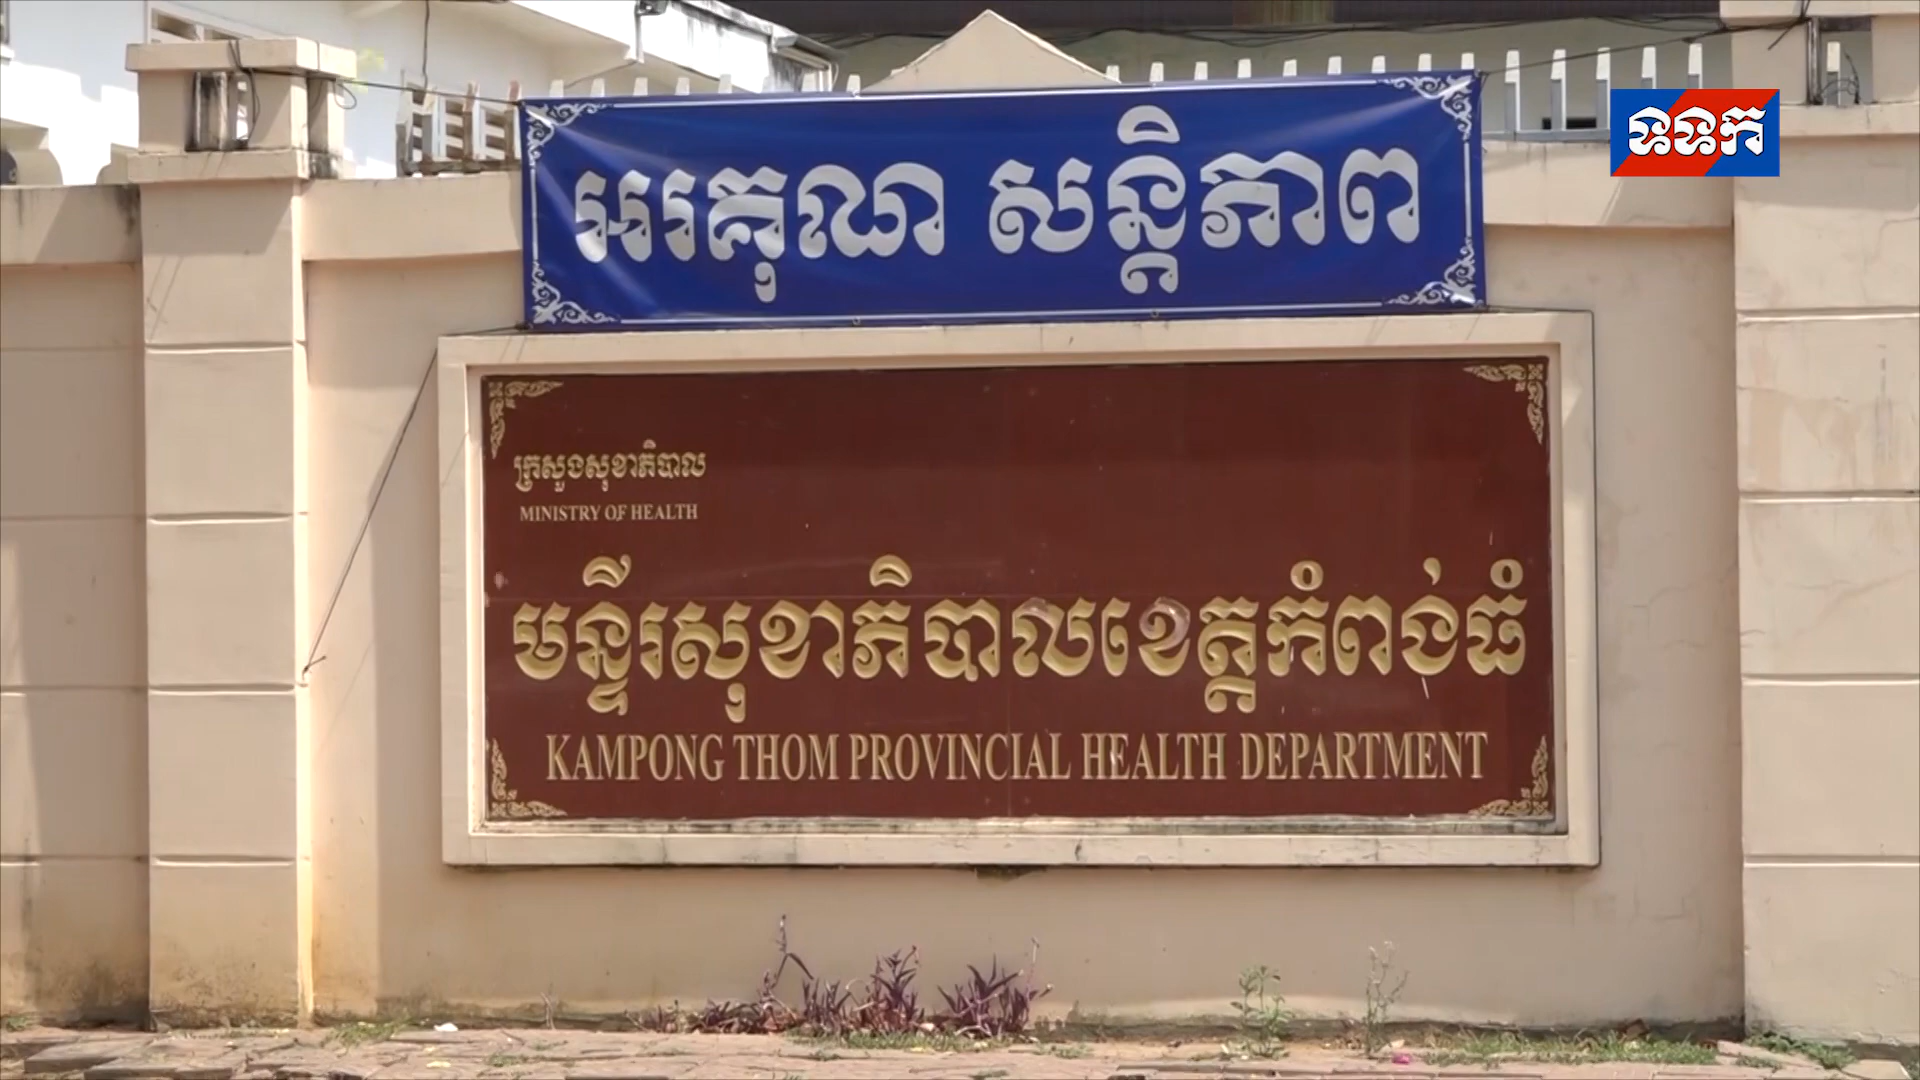 ទទក
អរគុណ សន្តិភាព
ក្រសួងសុខាភិបាល
MINISTRY OF HEALTH
មន្ទីរសុខាភិបាលខេត្តកំពង់ធំ
KAMPONG THOM PROVINCIAL HEALTH DEPARTMENT